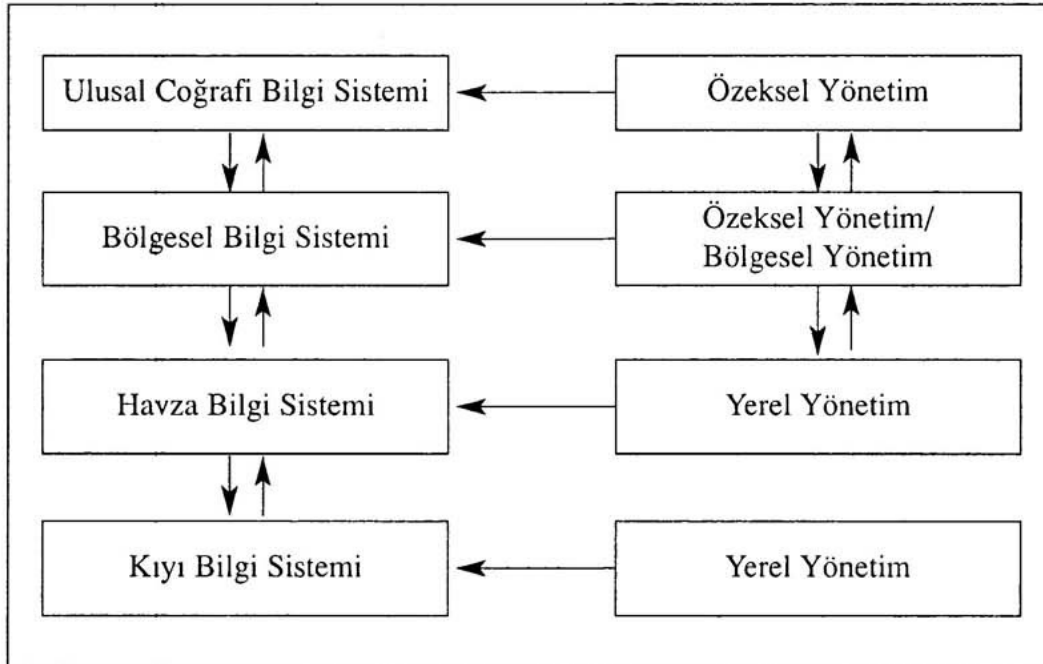 Ulusal Coğrafi Bilgi Sistemi
Özeksel Yönetim
Bölgesel Bilgi Sistemi
Özeksel Yönetim/
Bölgesel Yönetim
Havza Bilgi Sistemi
Yerel Yönetim
Kıyı Bilgi Sistemi
Yerel Yönetim